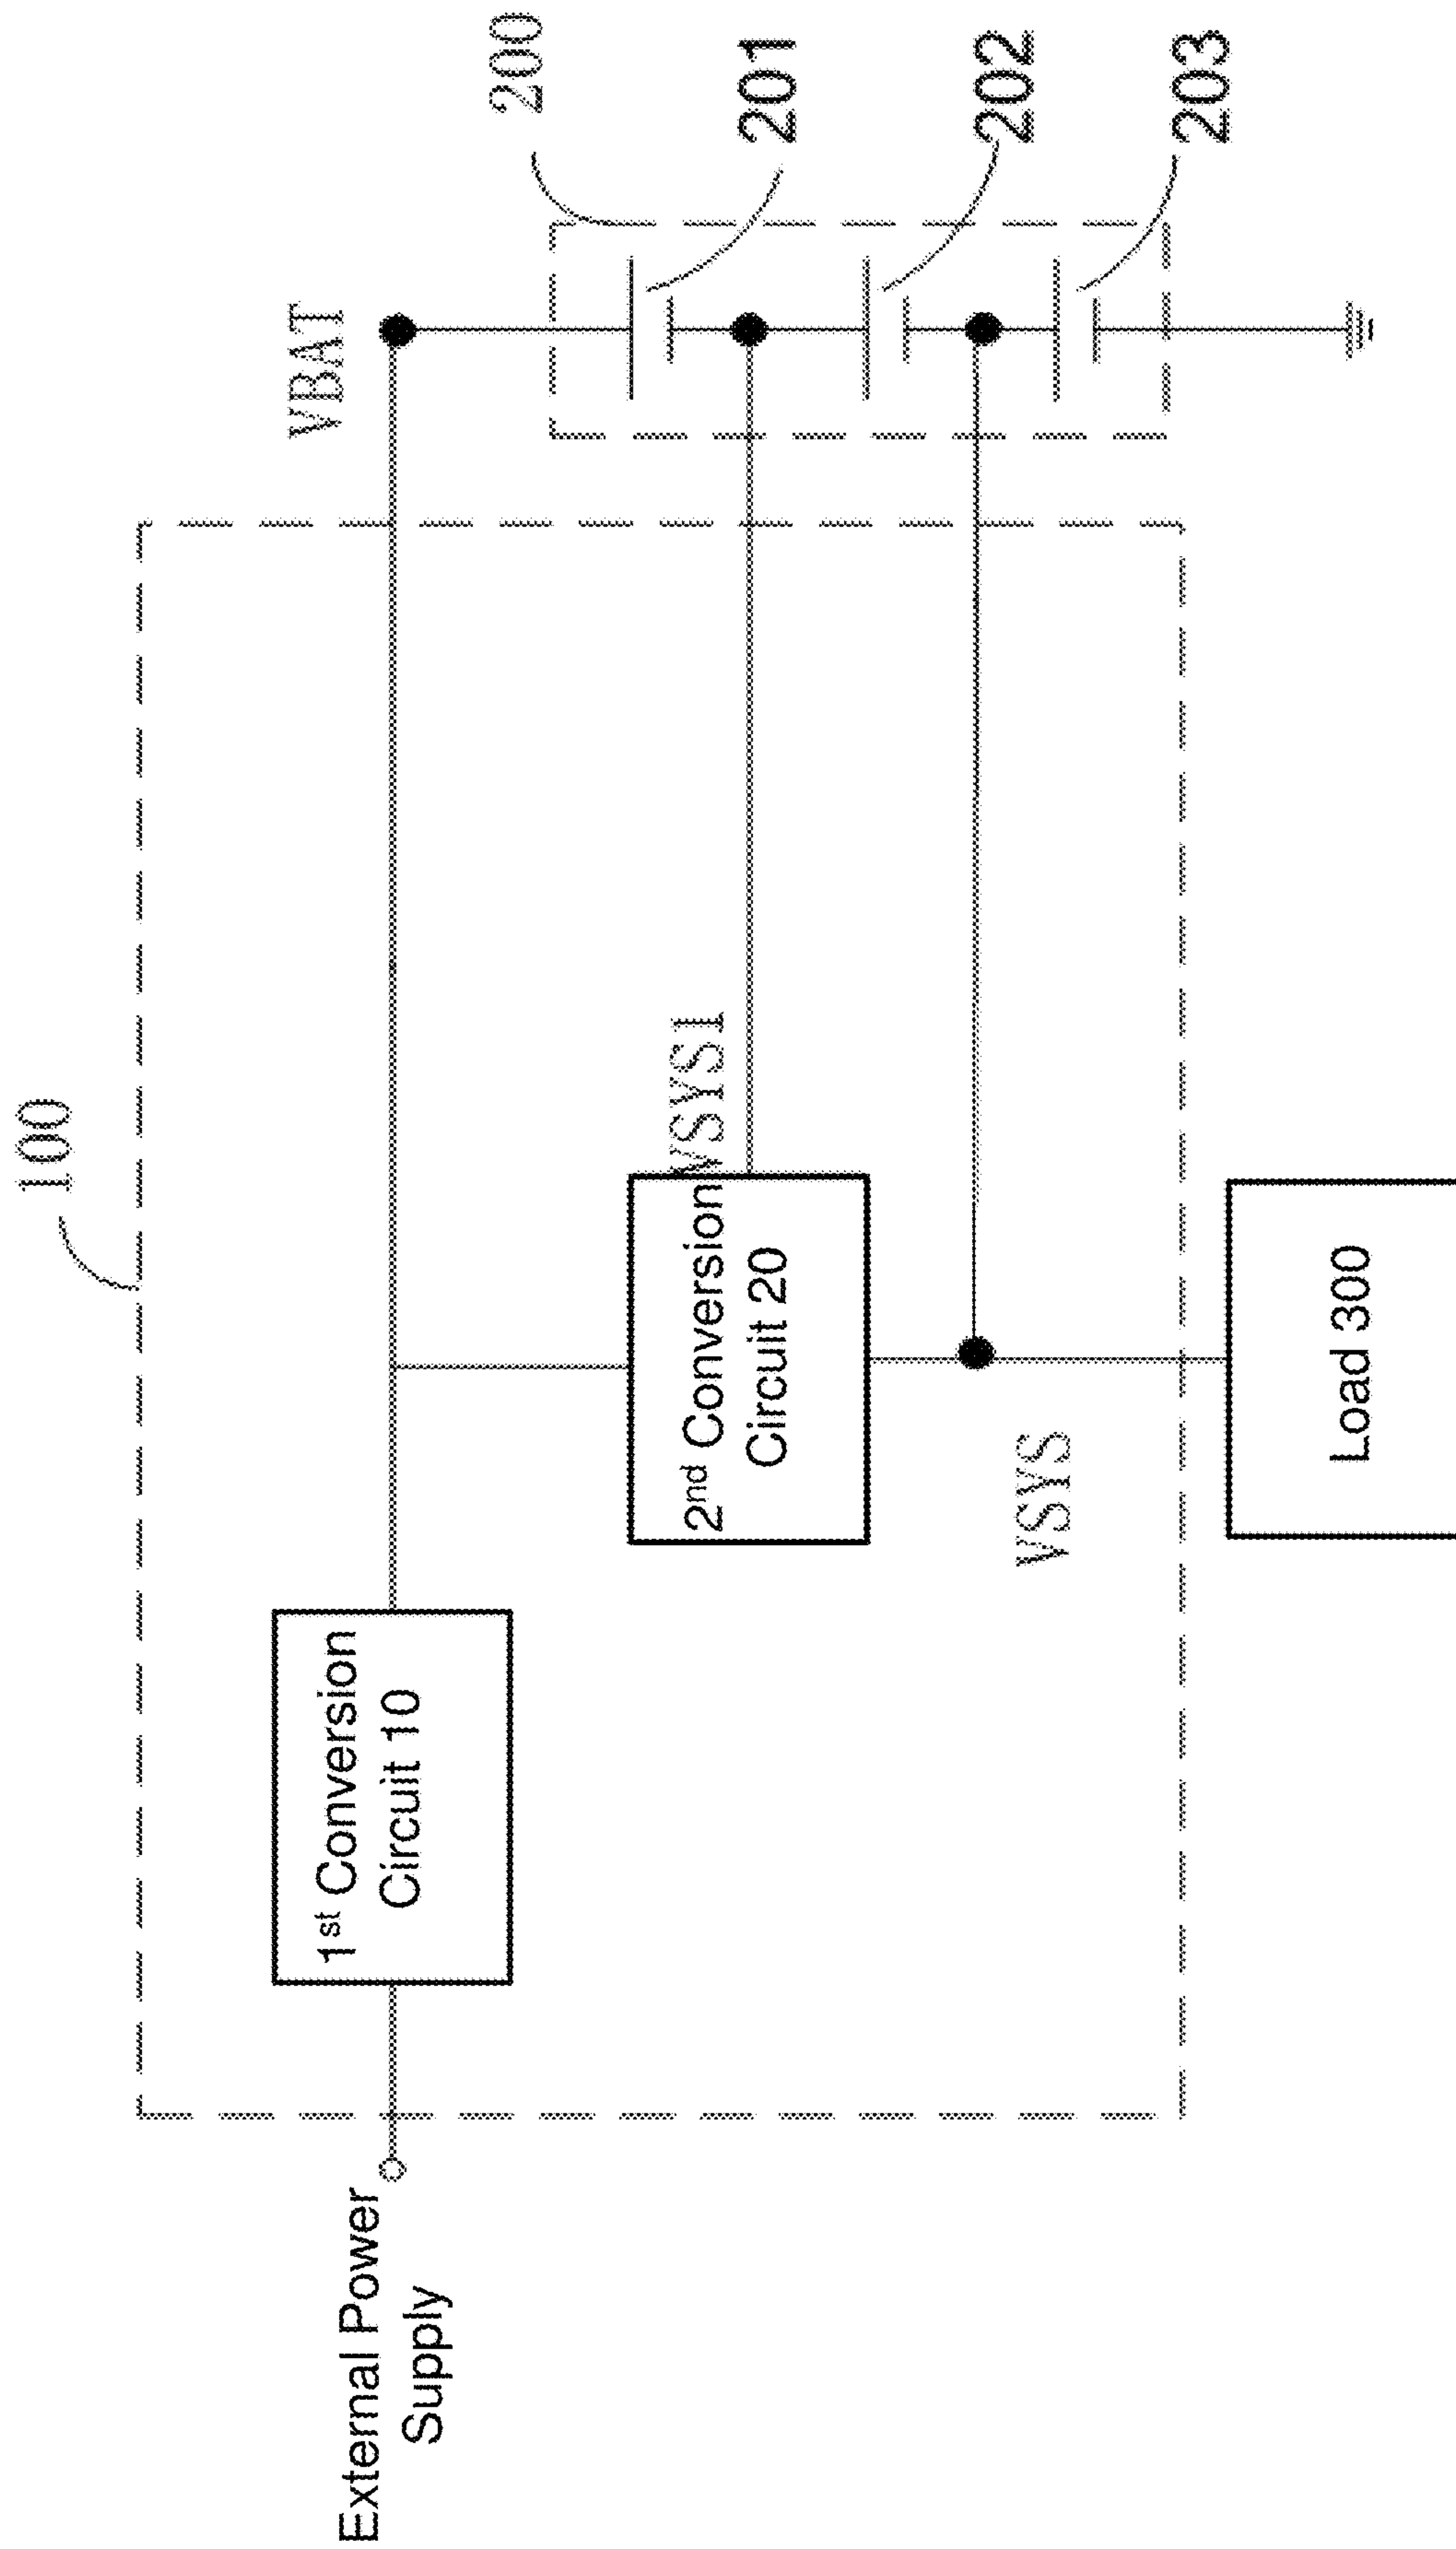 100
200
VBAT
201
202
203
External Power
Supply
1st Conversion
Circuit 10
VSYS1
2nd Conversion
Circuit 20
VSYS
Load 300